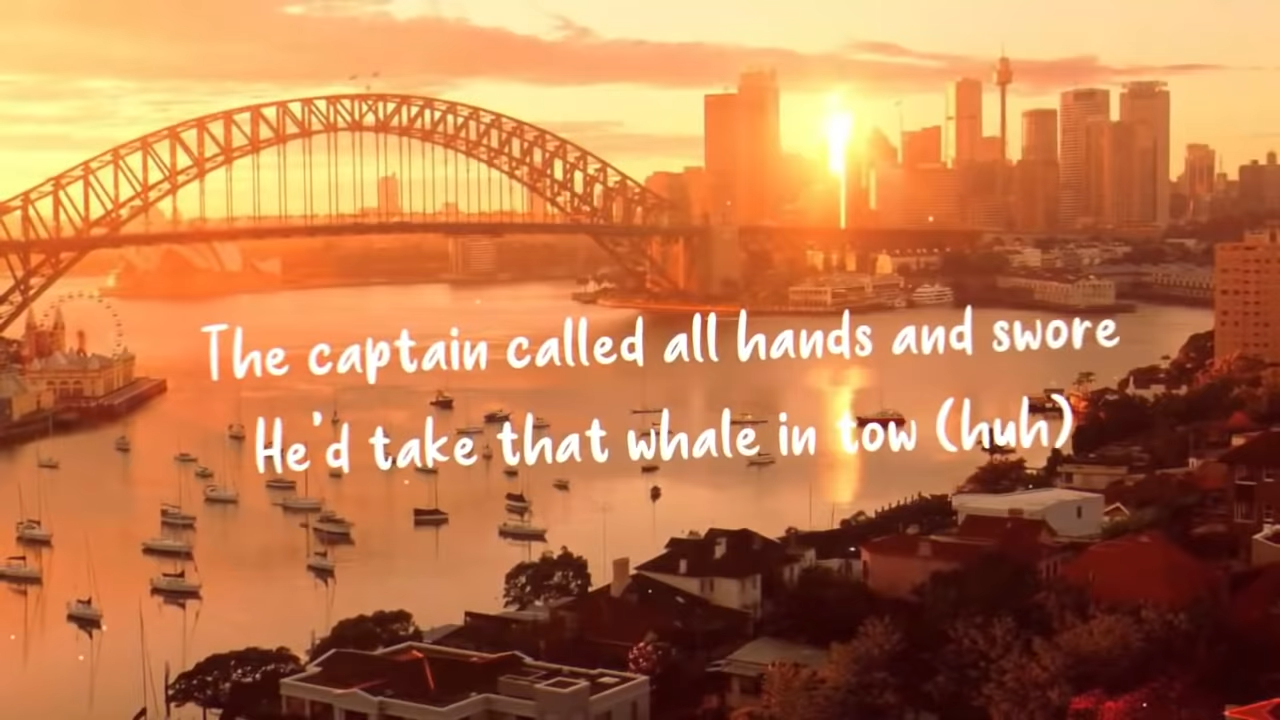 The captain called all hands and swore
He'd take that whale in tow (huh)